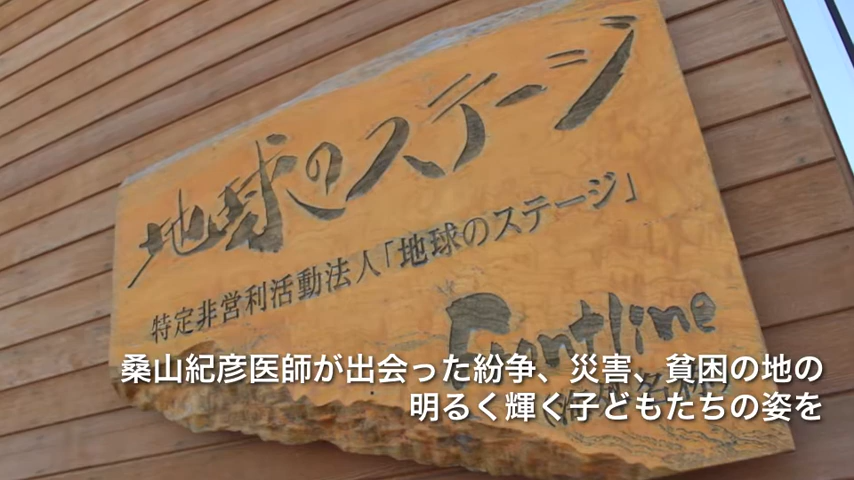 地球のステージ
特定非営利活動法人「地球のステージ」
Frontline
桑山紀彦医師が出会った紛争、災害、貧困の地の
明るく輝く子どもたちの姿を